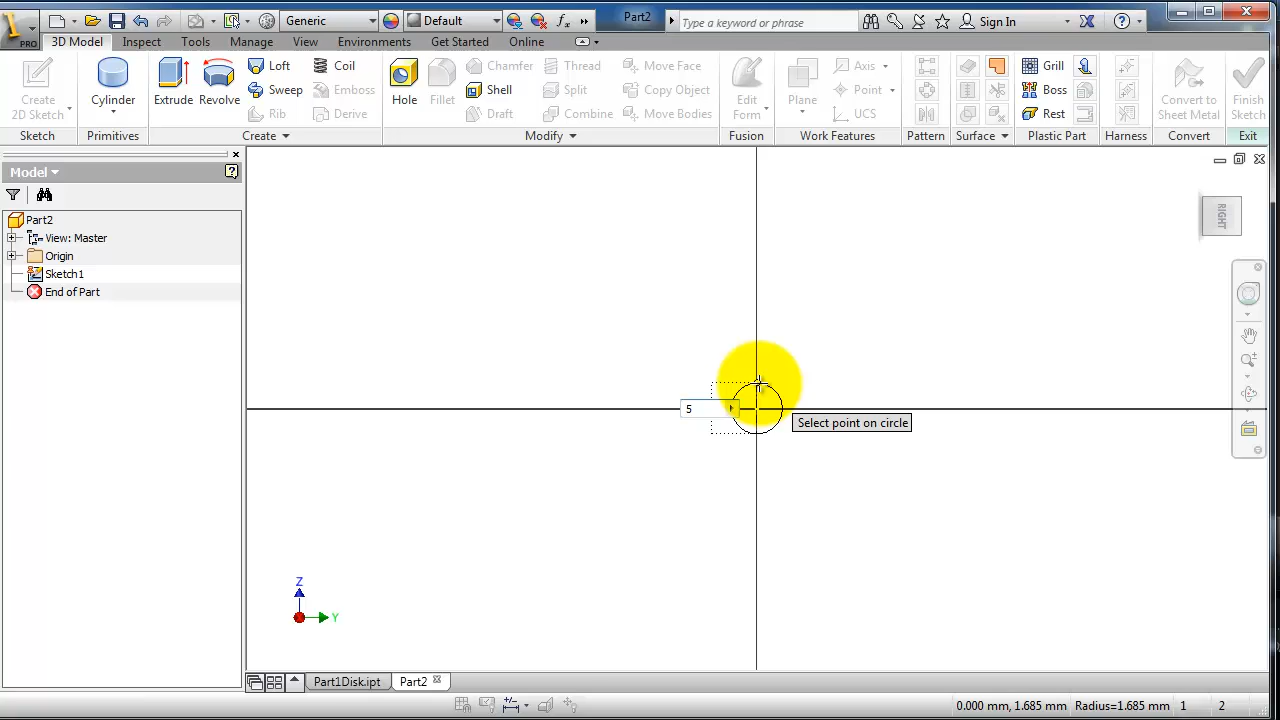 Generic
Default
Part2
Type a keyword or phrase
Sign In
PRO
3D Model Inspect Tools Manage View Environments Get Started Online
Create
2D Sketch
Cylinder
Extrude
Revolve
Loft
Sweep
Rib
Coil
Emboss
Derive
Hole
Fillet
Chamfer
Shell
Draft
Thread
Split
Combine
Move Face
Copy Object
Move Bodies
Edit
Form
Plane
Axis
Point
UCS
Grill
Boss
Rest
Convert to
Sheet Metal
Finish
Sketch
Sketch Primitives Create Modify Fusion Work Features Pattern Surface Plastic Part Harness Convert Exit
Model
Part2
View: Master
Origin
Sketch1
End of Part
RIGHT
5
Select point on circle
Z
Y
Part1Disk.ipt Part2
0.000 mm, 1.685 mm Radius=1.685 mm 1 2